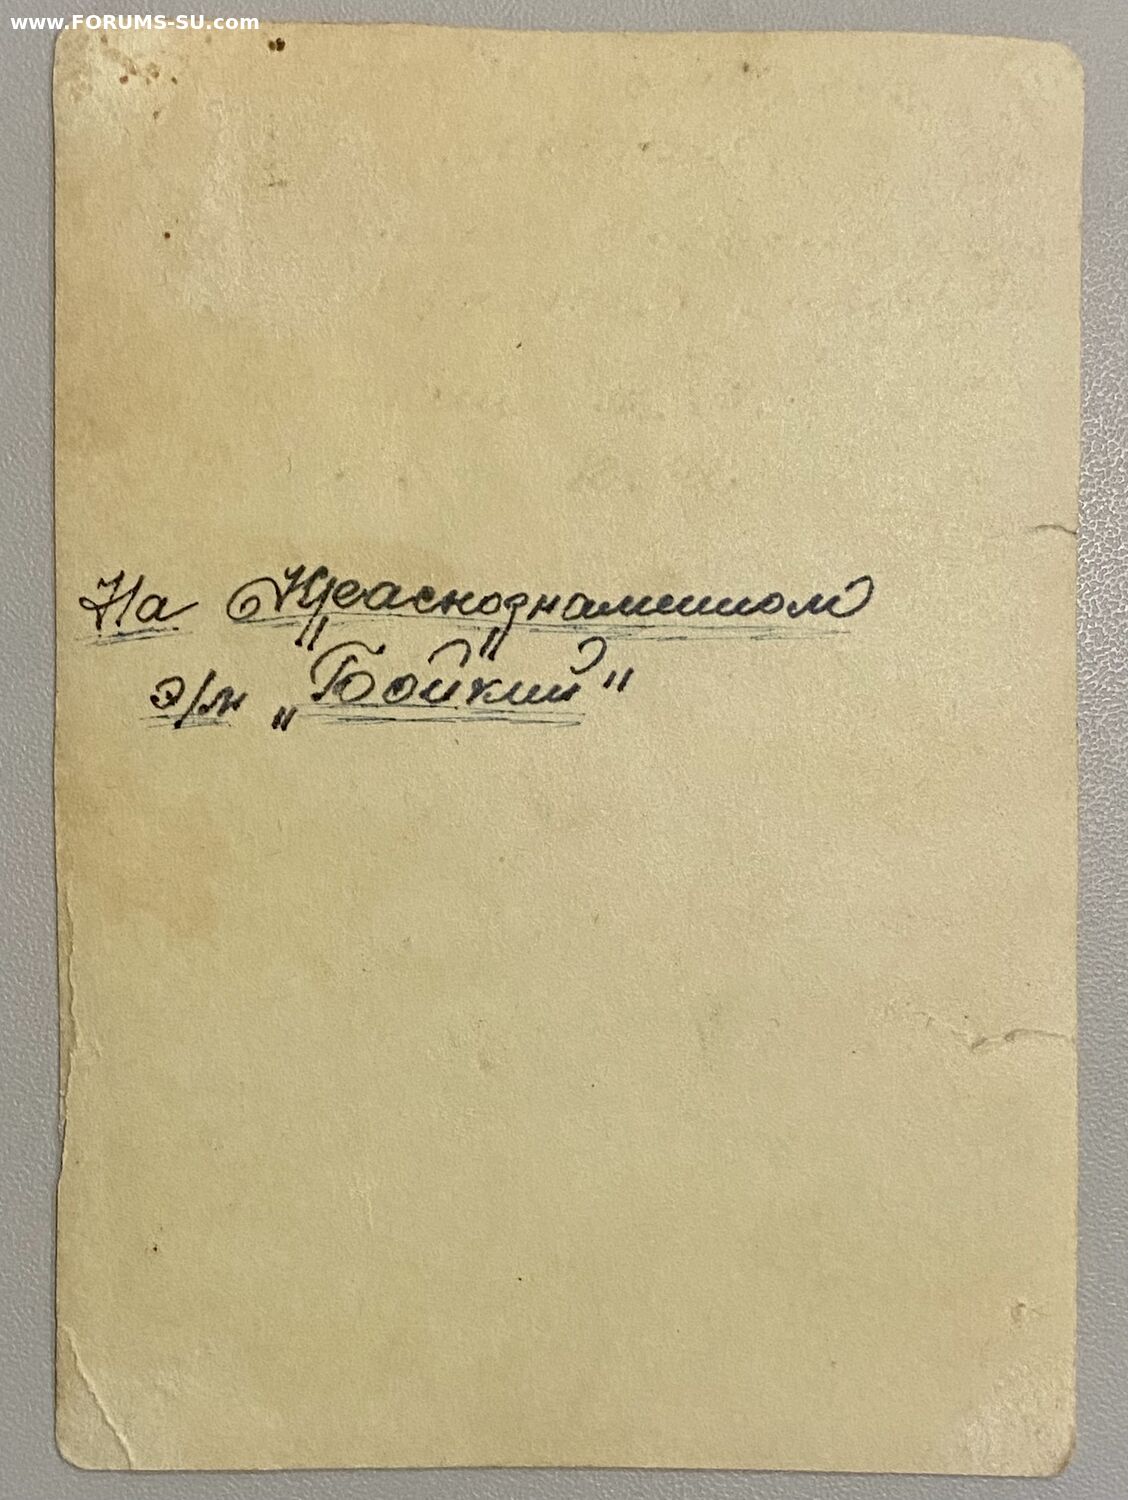 www.FORUMS-SU.com
На Краснознаменном
э/м „Бойкий"